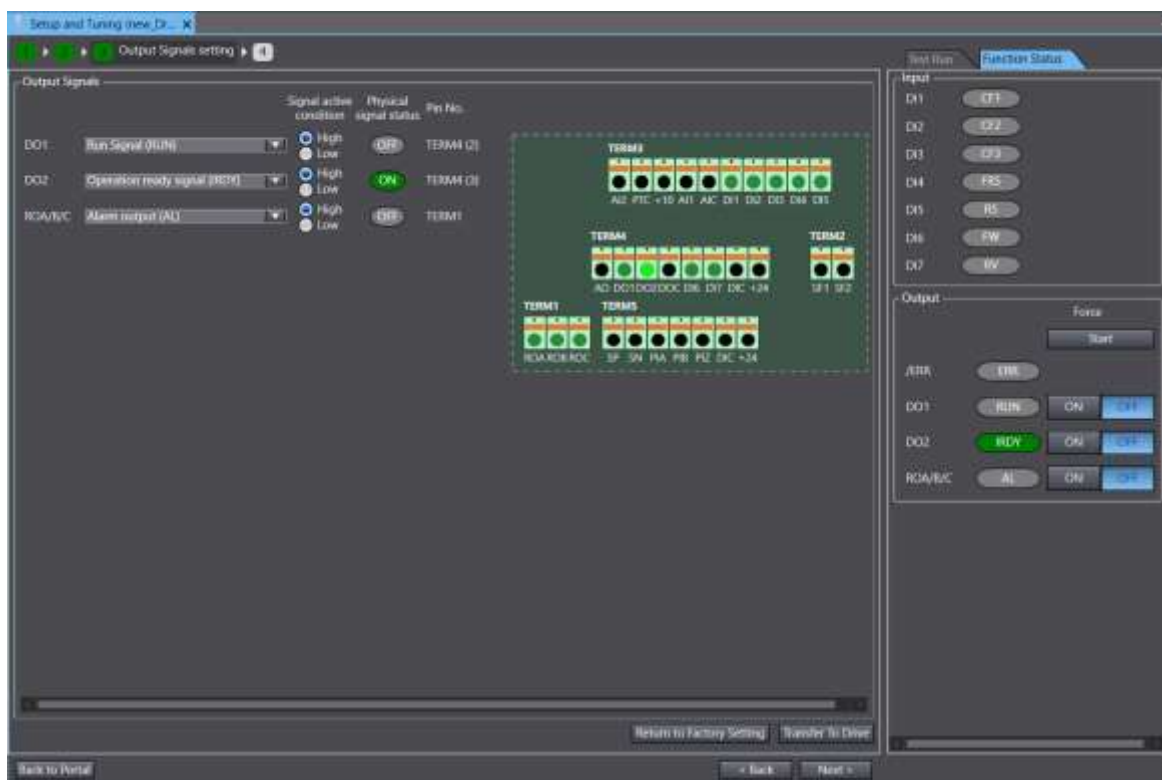 Setup and Tuning (new_Dr... X
1 2 3 Output Signals setting 4
Output Signals
Signal active condition Physical signal status Pin No.
DO1 Run Signal (RUN) High Low OFF TERM4 (2)
DO2 Operation ready signal (IRDY) High Low ON TERM4 (3)
ROA/B/C Alarm output (AL) High Low OFF TERM1
TERM3
AI2 PTC +10 AI1 AIC DI1 DI2 DI3 DI4 DI5
TERM4 TERM2
AO DO1 DO2 DOC DI6 DI7 DIC +24 SF1 SF2
TERM1 TERM5
ROA ROB ROC SP SN PIA PIB PIZ DIC +24
Return to Factory Setting Transfer To Drive
Back to Portal < Back Next >
Test Run Function Status
Input
DI1 CF1
DI2 CF2
DI3 CF3
DI4 FRS
DI5 RS
DI6 FW
DI7 RV
Output
Force
Start
/ERR ERR
DO1 RUN ON OFF
DO2 IRDY ON OFF
ROA/B/C AL ON OFF